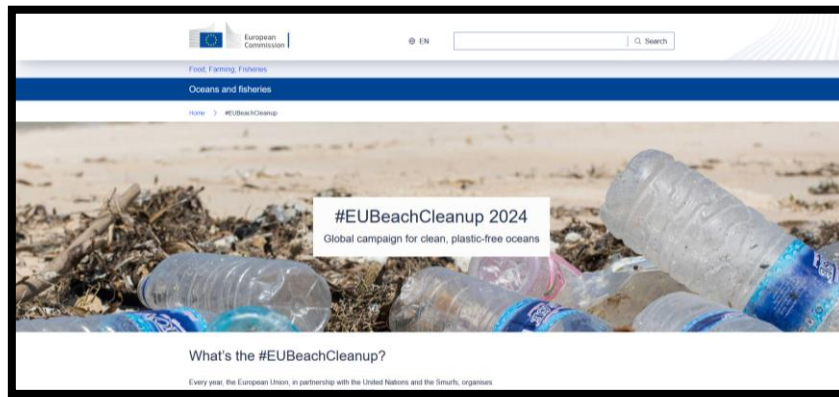 European
Commission
EN
Search
Food, Farming, Fisheries
Oceans and fisheries
Home > #EUBeachCleanup
#EUBeachCleanup 2024
Global campaign for clean, plastic-free oceans
What's the #EUBeachCleanup?
Every year, the European Union, in partnership with the United Nations and the Smurfs, organises